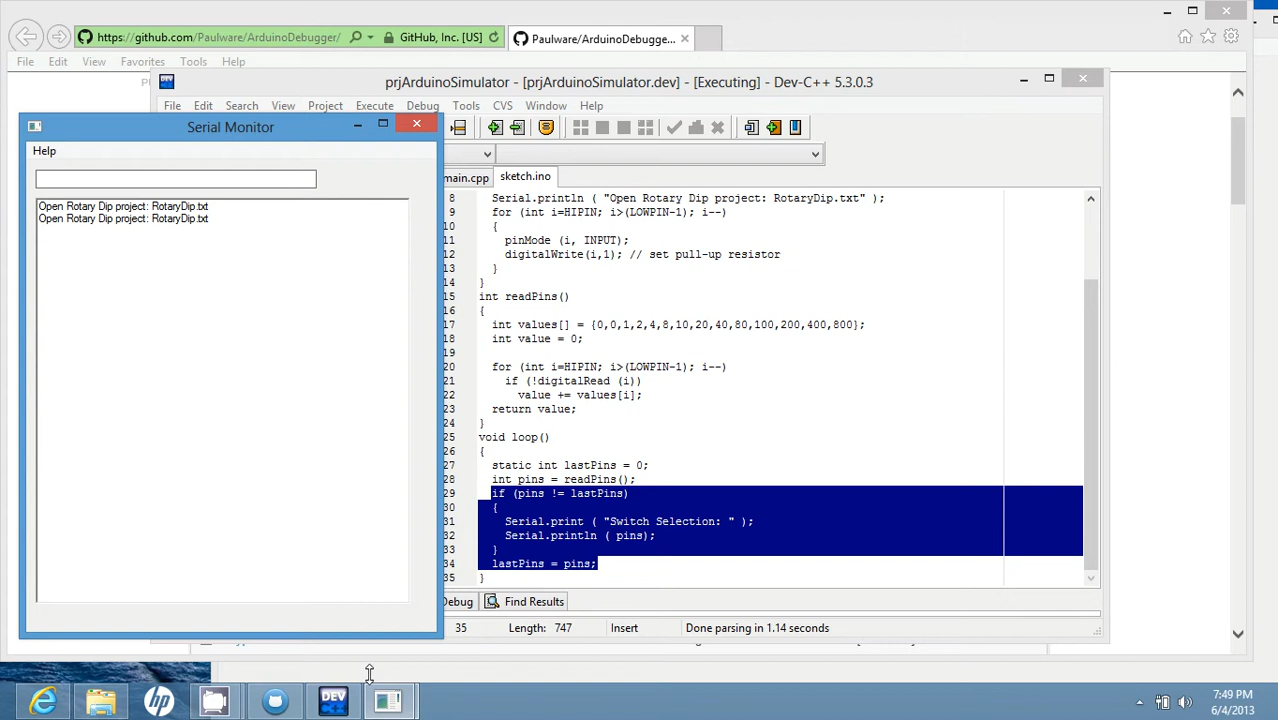 https://github.com/Paulware/ArduinoDebugger/
GitHub, Inc. [US]
Paulware/ArduinoDebugge...
File Edit View Favorites Tools Help
prjArduinoSimulator - [prjArduinoSimulator.dev] - [Executing] - Dev-C++ 5.3.0.3
File Edit Search View Project Execute Debug Tools CVS Window Help
Serial Monitor
Help
Open Rotary Dip project: RotaryDip.txt
Open Rotary Dip project: RotaryDip.txt
main.cpp sketch.ino
8 Serial.println ( "Open Rotary Dip project: RotaryDip.txt" );
9 for (int i=HIPIN; i>(LOWPIN-1); i--)
10 {
11 pinMode (i, INPUT);
12 digitalWrite(i,1); // set pull-up resistor
13 }
14 }
15 int readPins()
16 {
17 int values[] = {0,0,1,2,4,8,10,20,40,80,100,200,400,800};
18 int value = 0;
19
20 for (int i=HIPIN; i>(LOWPIN-1); i--)
21 if (!digitalRead (i))
22 value += values[i];
23 return value;
24 }
25 void loop()
26 {
27 static int lastPins = 0;
28 int pins = readPins();
29 if (pins != lastPins)
30 {
31 Serial.print ( "Switch Selection: " );
32 Serial.println ( pins);
33 }
34 lastPins = pins;
35 }
Debug Find Results
35 Length: 747 Insert Done parsing in 1.14 seconds
hp
DEV
7:49 PM
6/4/2013